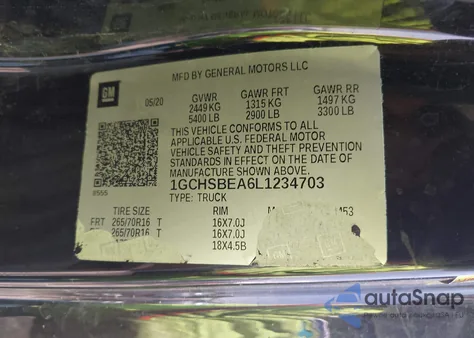 MFD BY GENERAL MOTORS LLC
GM
05/20 GVWR GAWR FRT GAWR RR
2449 KG 1315 KG 1497 KG
5400 LB 2900 LB 3300 LB
THIS VEHICLE CONFORMS TO ALL
APPLICABLE U.S. FEDERAL MOTOR
VEHICLE SAFETY AND THEFT PREVENTION
STANDARDS IN EFFECT ON THE DATE OF
MANUFACTURE SHOWN ABOVE.
1GCHSBEA6L1234703
TYPE: TRUCK
TIRE SIZE RIM
FRT 265/70R16 T 16X7.0J
265/70R16 T 16X7.0J
18X4.5B
autoSnap